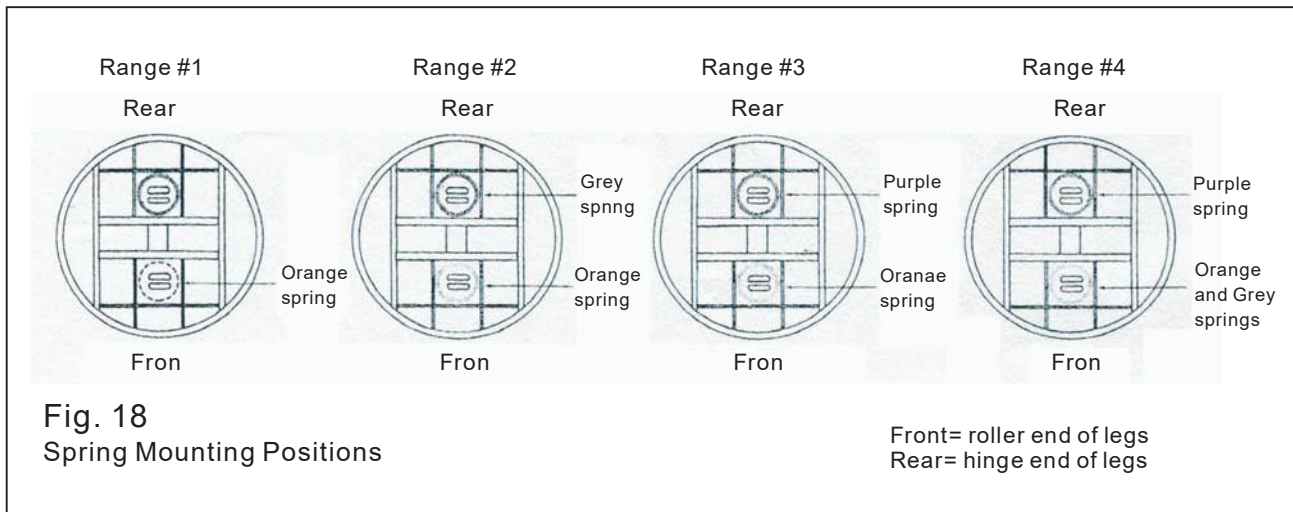 Range #1
Range #2
Range #3
Range #4
Rear
Rear
Rear
Rear
Orange
spring
Grey
spnng
Orange
spring
Purple
spring
Oranae
spring
Purple
spring
Orange
and Grey
springs
Fron
Fron
Fron
Fron
Fig. 18
Spring Mounting Positions
Front= roller end of legs
Rear= hinge end of legs